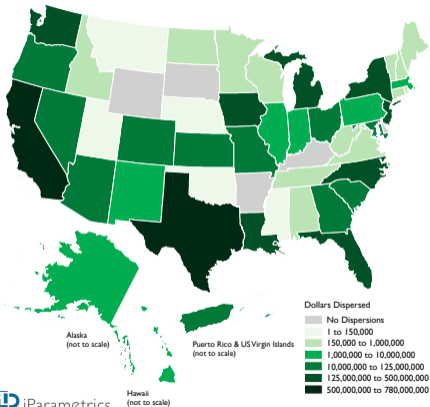 Alaska
(not to scale)
Puerto Rico & US Virgin Islands
(not to scale)
Hawaii
(not to scale)
Dollars Dispersed
No Dispersions
1 to 150,000
150,000 to 1,000,000
1,000,000 to 10,000,000
10,000,000 to 125,000,000
125,000,000 to 500,000,000
500,000,000 to 780,000,000
iParametrics